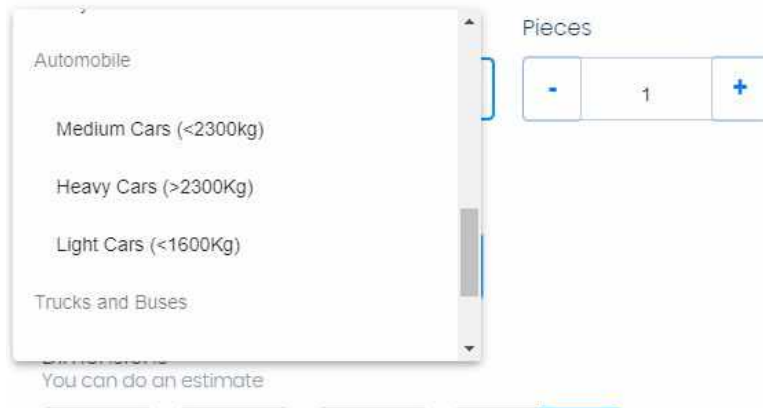 Pieces
Automobile
- 1 +
Medium Cars (<2300kg)
Heavy Cars (>2300Kg)
Light Cars (<1600Kg)
Trucks and Buses
Dimensions
You can do an estimate